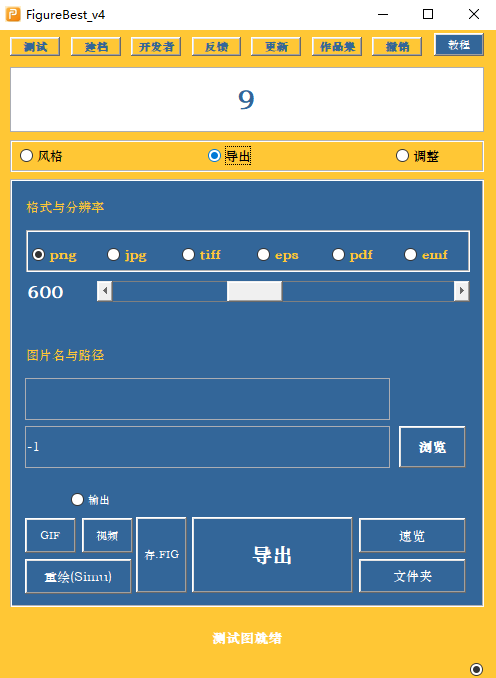 FigureBest_v4
测试 建档 开发者 反馈 更新 作品集 撤销 教程
9
风格 导出 调整
格式与分辨率
png jpg tiff eps pdf emf
600
图片名与路径
-1 浏览
输出
GIF 视频 存.FIG 导出 速览
重绘(Simu) 文件夹
测试图就绪